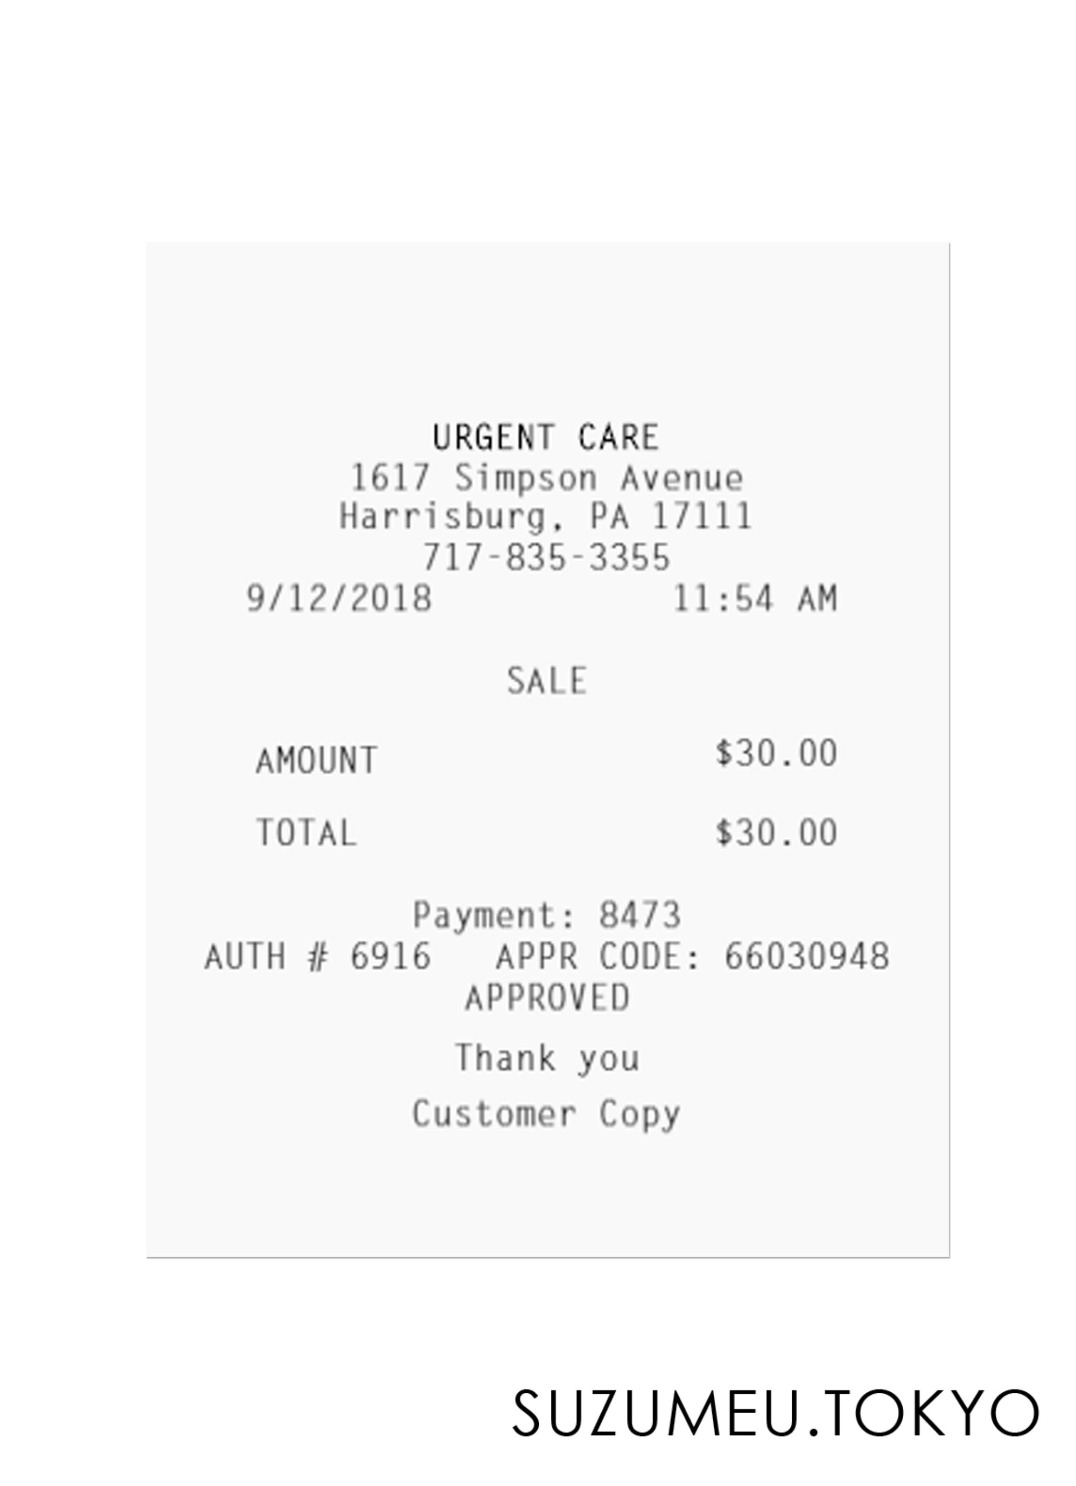 URGENT CARE
1617 Simpson Avenue
Harrisburg, PA 17111
717-835-3355
9/12/2018 11:54 AM
SALE
AMOUNT $30.00
TOTAL $30.00
Payment: 8473
AUTH # 6916 APPR CODE: 66030948
APPROVED
Thank you
Customer Copy
SUZUMEU.TOKYO